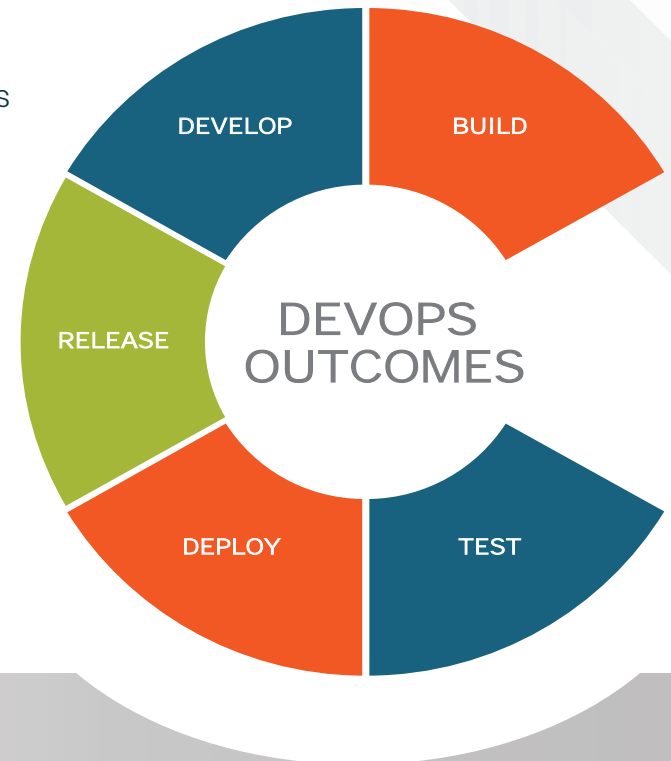 S
DEVELOP
BUILD
RELEASE
DEVOPS
OUTCOMES
DEPLOY
TEST